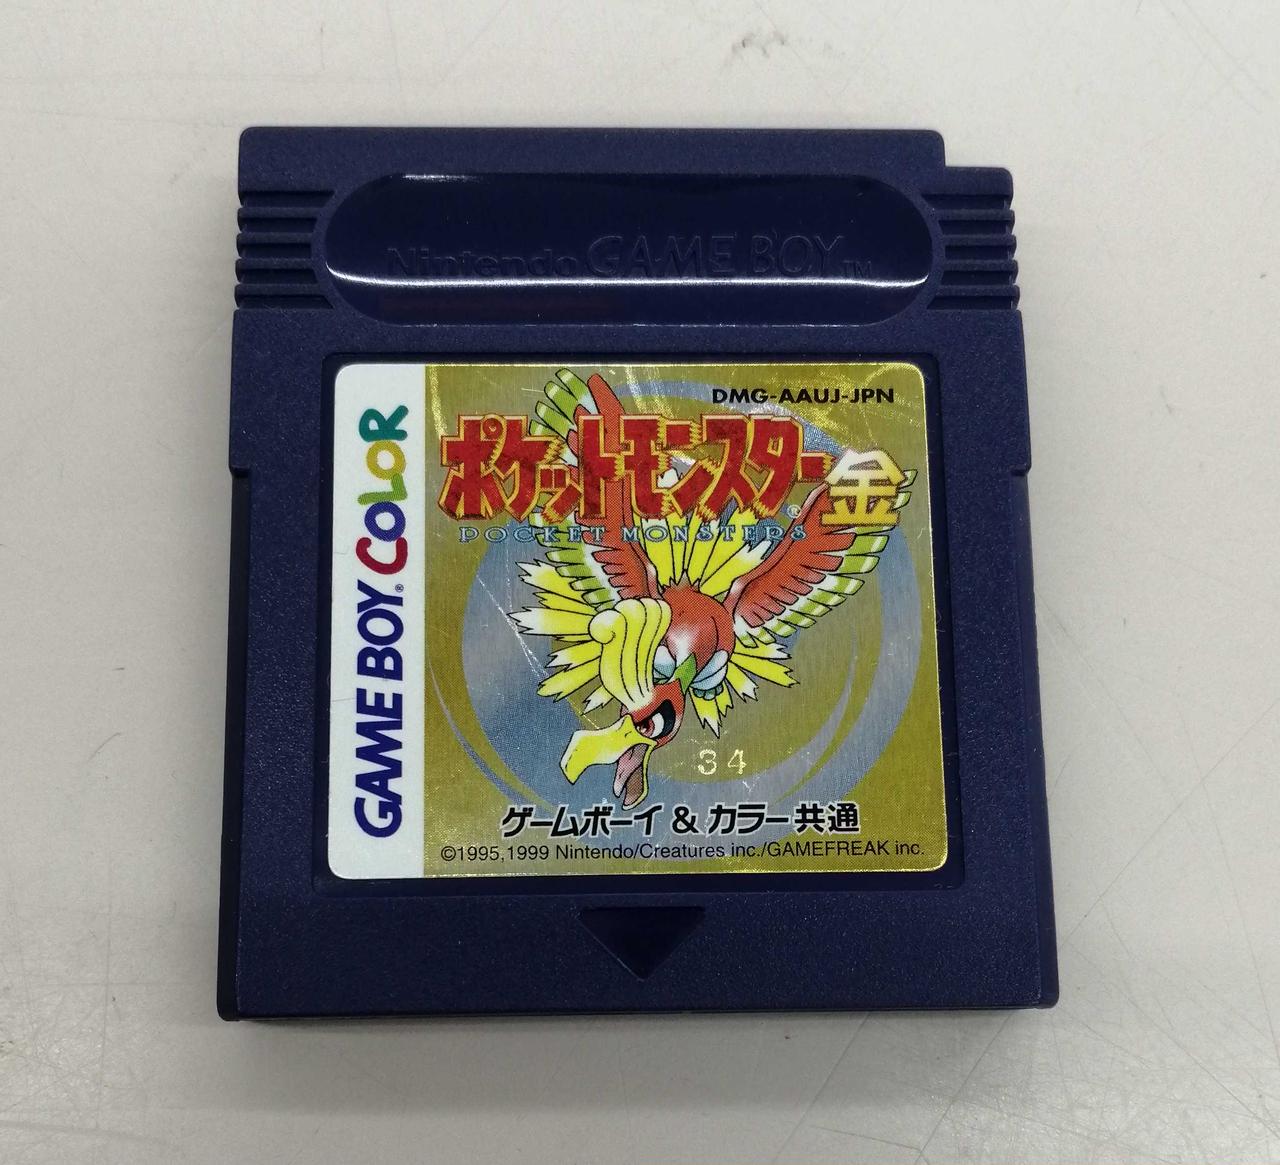 Nintendo GAME BOY TM
GAME BOY® COLOR
DMG-AAUJ-JPN
ポケットモンスター® 金
POCKET MONSTERS
34
ゲームボーイ & カラー共通
©1995,1999 Nintendo/Creatures inc./GAMEFREAK inc.